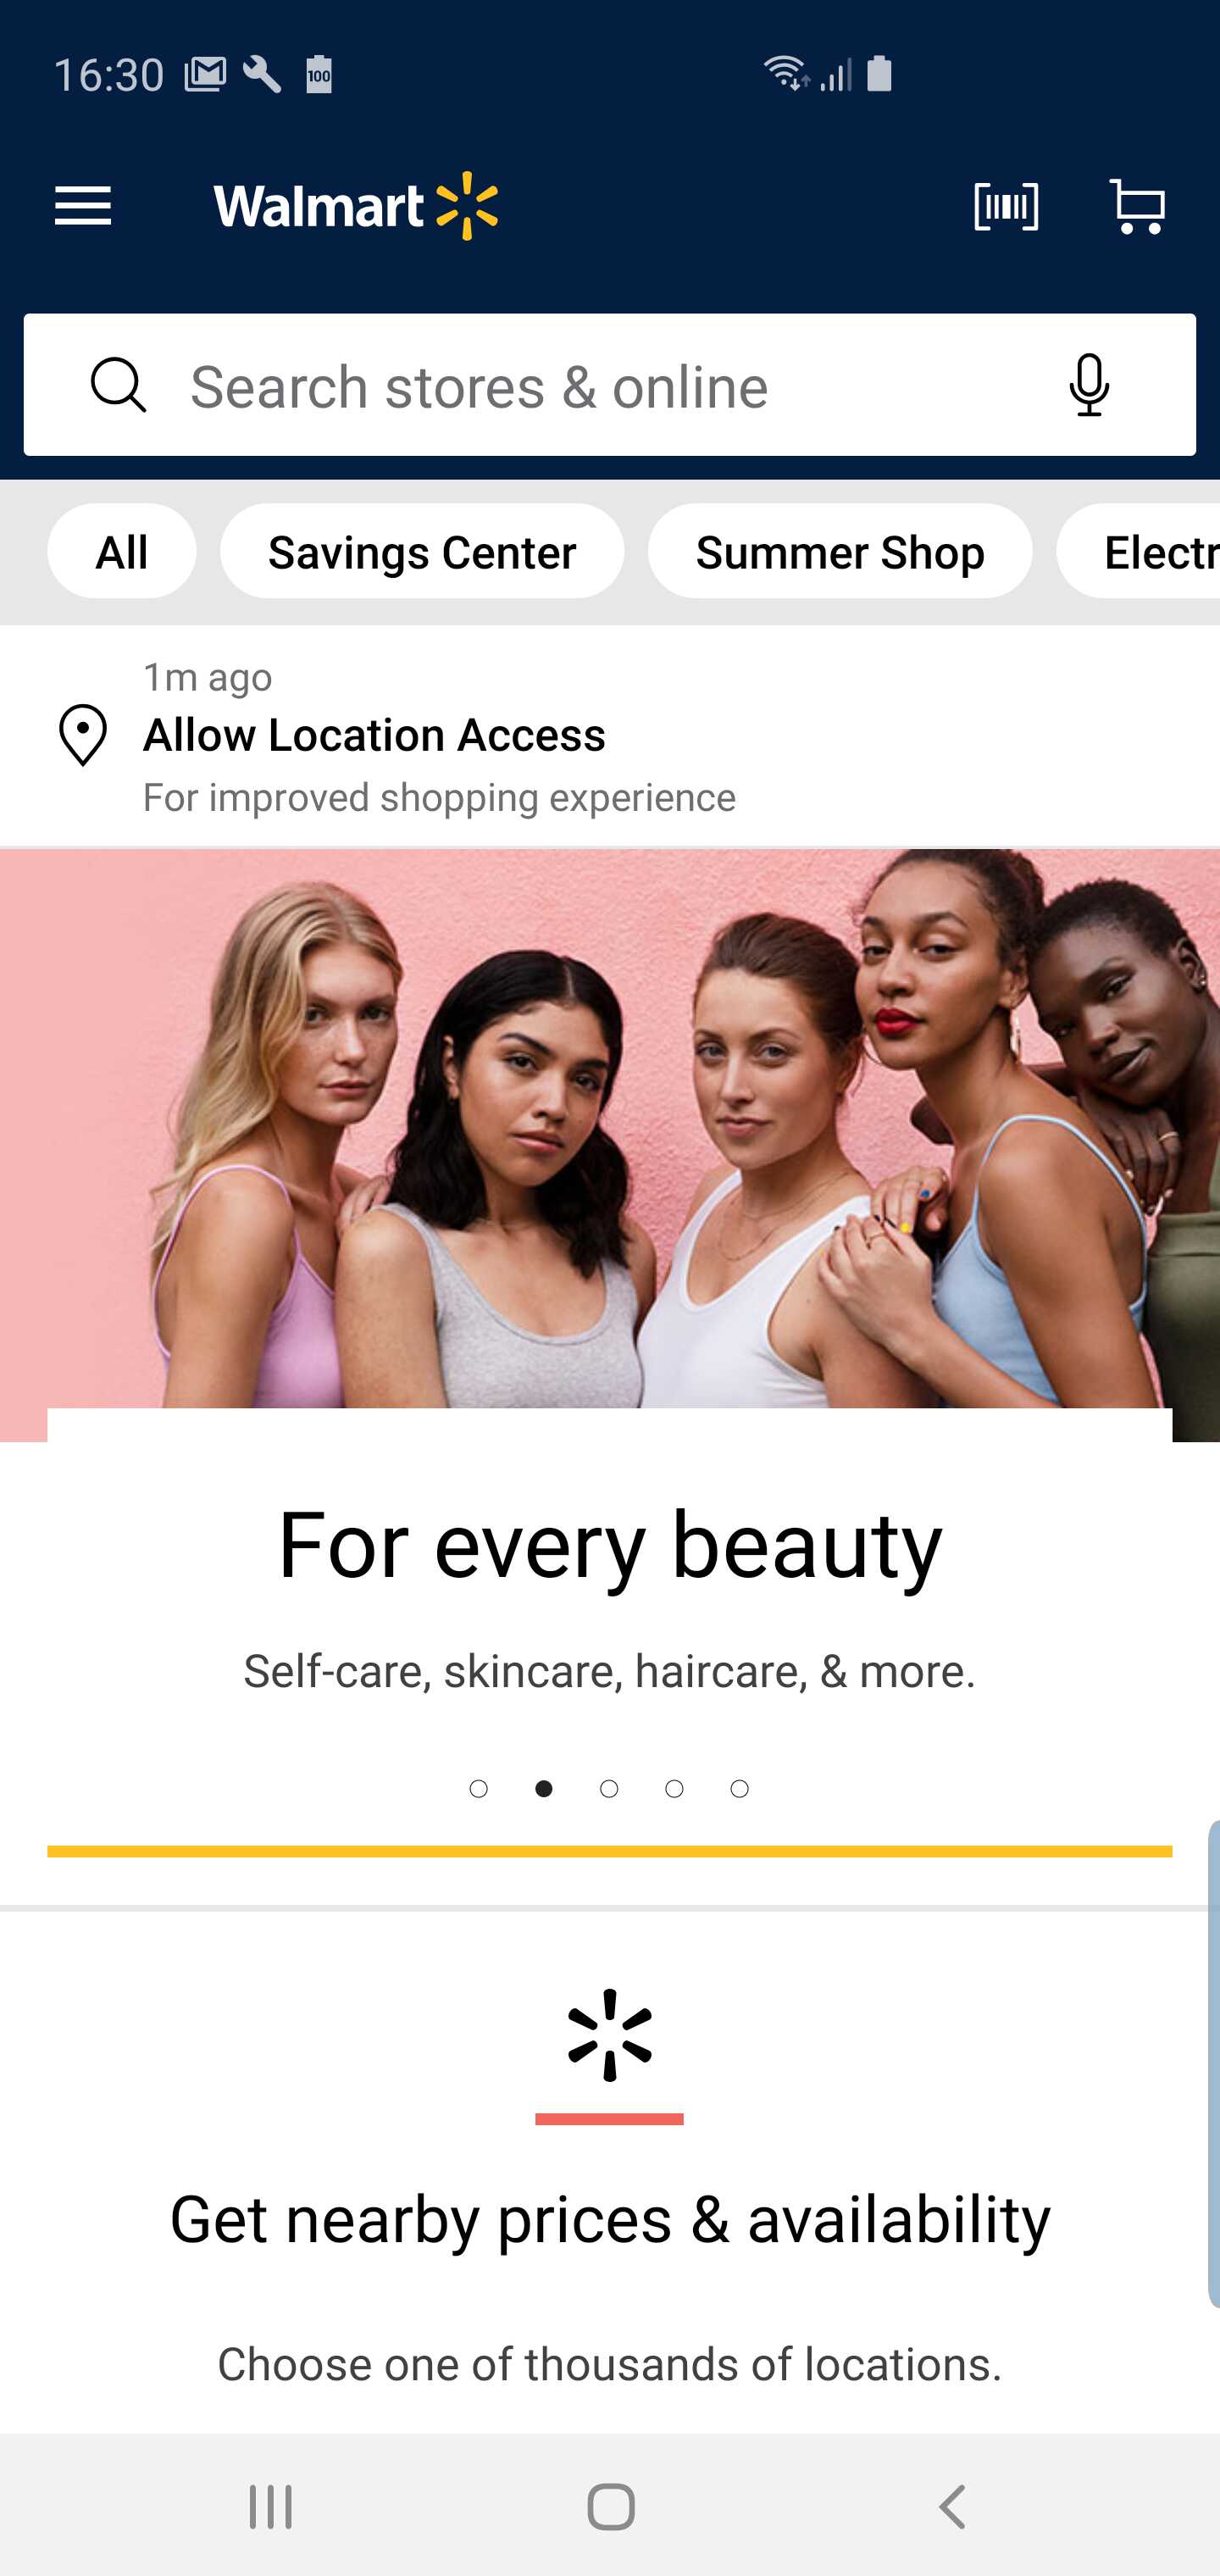 16:30
100
Walmart
Search stores & online
All Savings Center Summer Shop Electr
1m ago
Allow Location Access
For improved shopping experience
For every beauty
Self-care, skincare, haircare, & more.
Get nearby prices & availability
Choose one of thousands of locations.